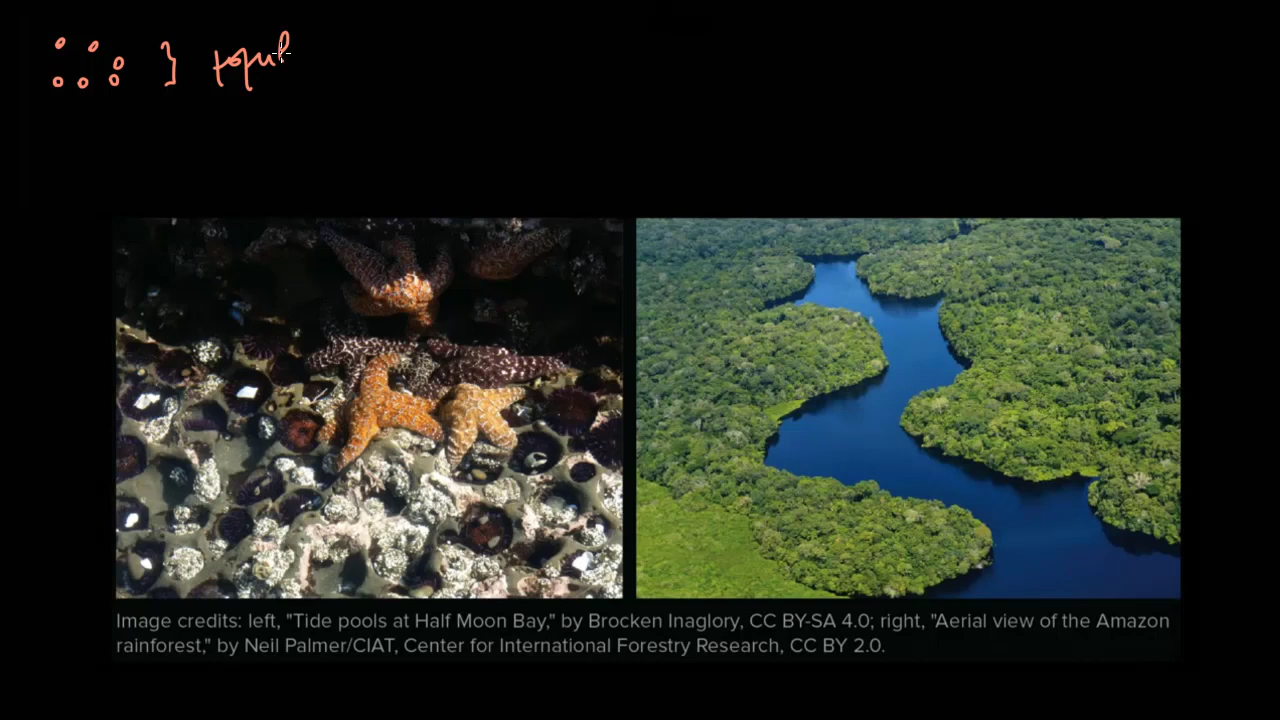 } popul
Image credits: left, "Tide pools at Half Moon Bay," by Brocken Inaglory, CC BY-SA 4.0; right, "Aerial view of the Amazon
rainforest," by Neil Palmer/CIAT, Center for International Forestry Research, CC BY 2.0.